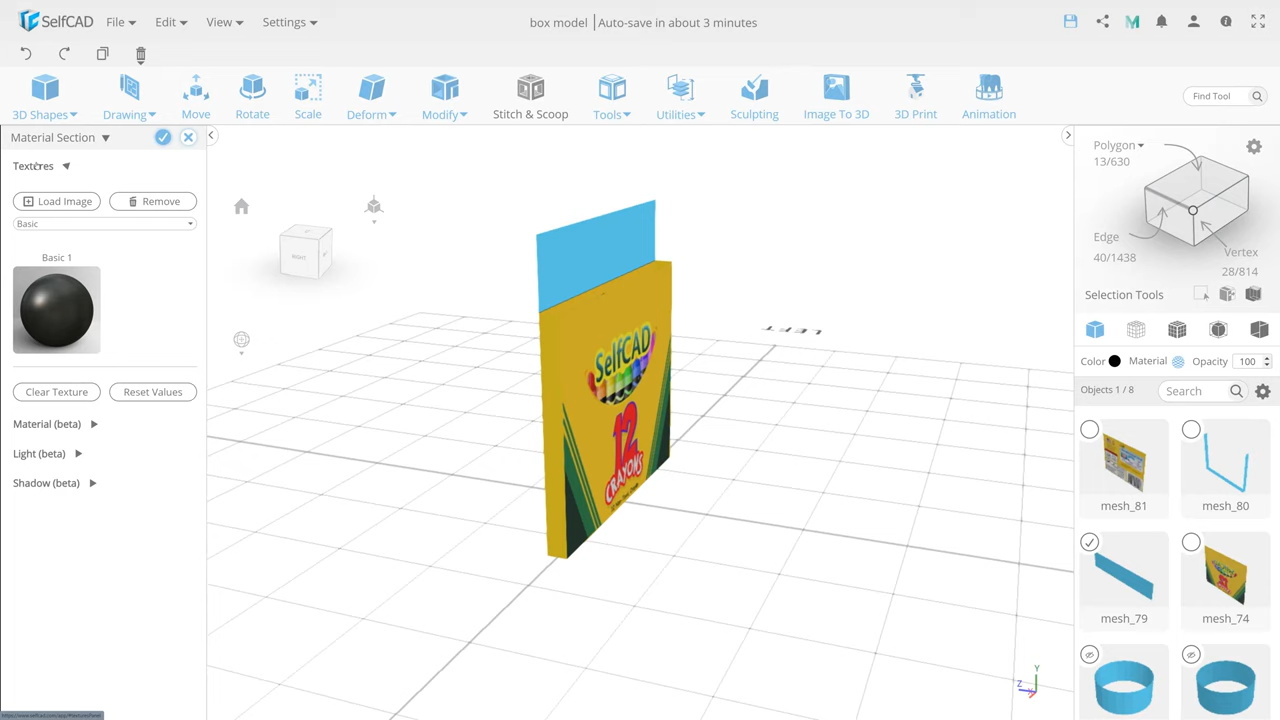 SelfCAD
File
Edit
View
Settings
box model
Auto-save in about 3 minutes
3D Shapes
Drawing
Move
Rotate
Scale
Deform
Modify
Stitch & Scoop
Tools
Utilities
Sculpting
Image To 3D
3D Print
Animation
Find Tool
Material Section
Textures
Load Image
Remove
Basic
Basic 1
Clear Texture
Reset Values
Material (beta)
Light (beta)
Shadow (beta)
RIGHT
LEFT
SelfCAD
12
CRAYONS
Polygon
13/630
Edge
40/1438
Vertex
28/814
Selection Tools
Color
Material
Opacity
100
Objects 1 / 8
Search
mesh_81
mesh_80
mesh_79
mesh_74
Y
Z
X